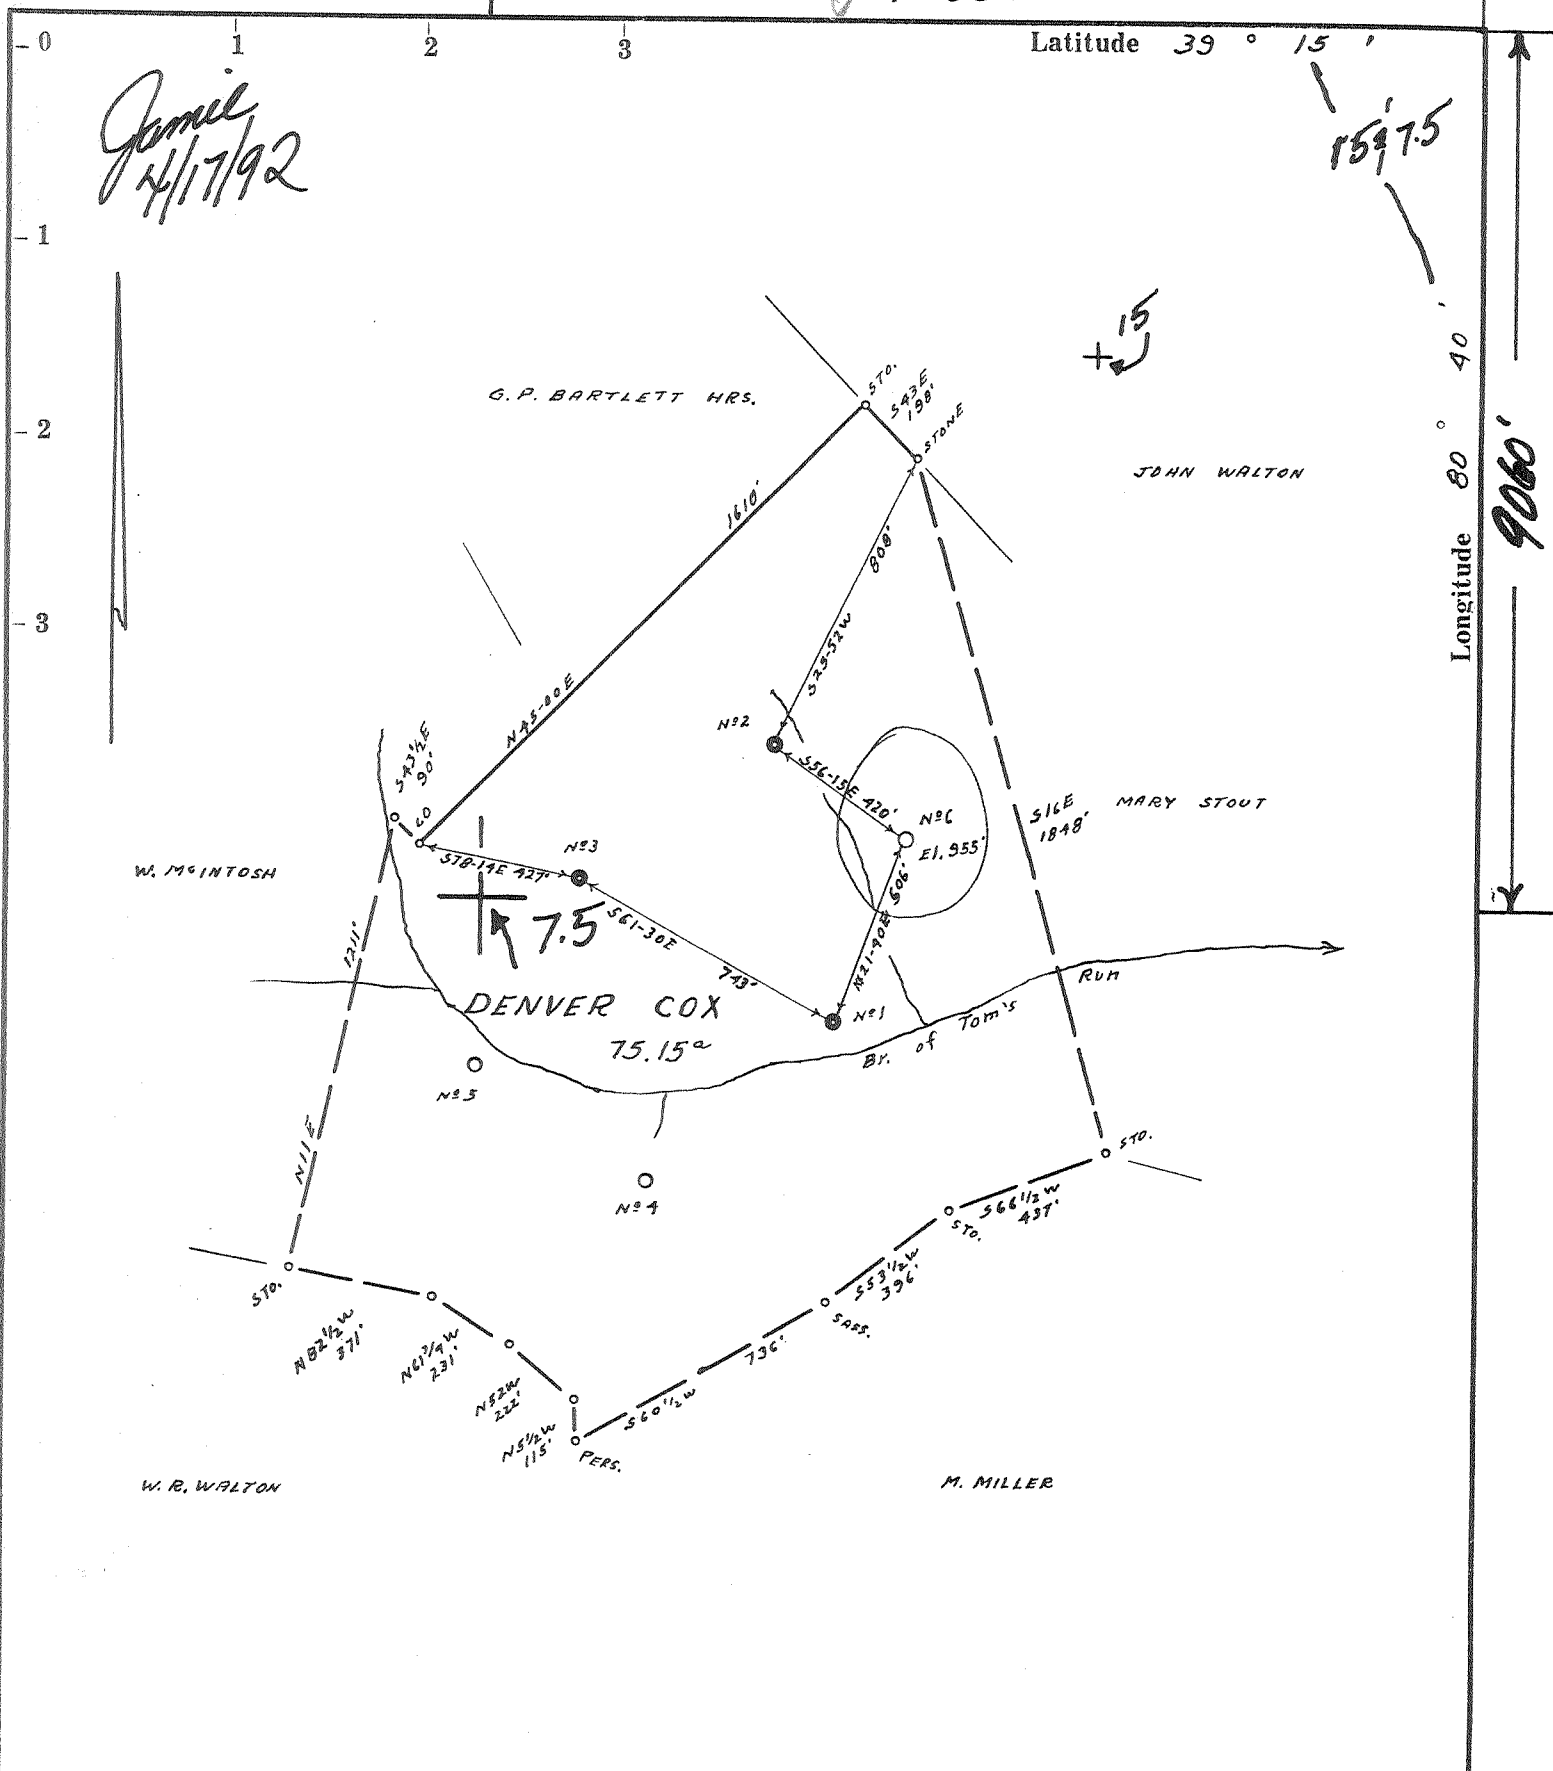 0
1
2
3
Latitude 39 ° 15 '
Jamie
4/17/92
15' & 7.5
1
15
40 '
G.P. BARTLETT HRS.
STO.
S43E
198'
STONE
2
80 °
JOHN WALTON
9060'
1610'
808'
Longitude
3
S29-52W
N45-00E
Nº2
S43½E
90'
S56-15E 420'
S16E
1848'
MARY STOUT
Nº6
El. 955'
Nº3
S78-14E 427'
W. McINTOSH
7.5
S61-30E
743'
N21-40E 506'
1211'
DENVER COX
75.15ª
Nº1
Br. of Tom's Run
Nº5
N11E
STO.
Nº4
S66½W
437'
STO.
S53½W
396'
STO.
SASS.
N82½W
371'
N61¾W
231'
736'
N52W
222'
S60½W
N5½W
115'
PERS.
W. R. WALTON
M. MILLER